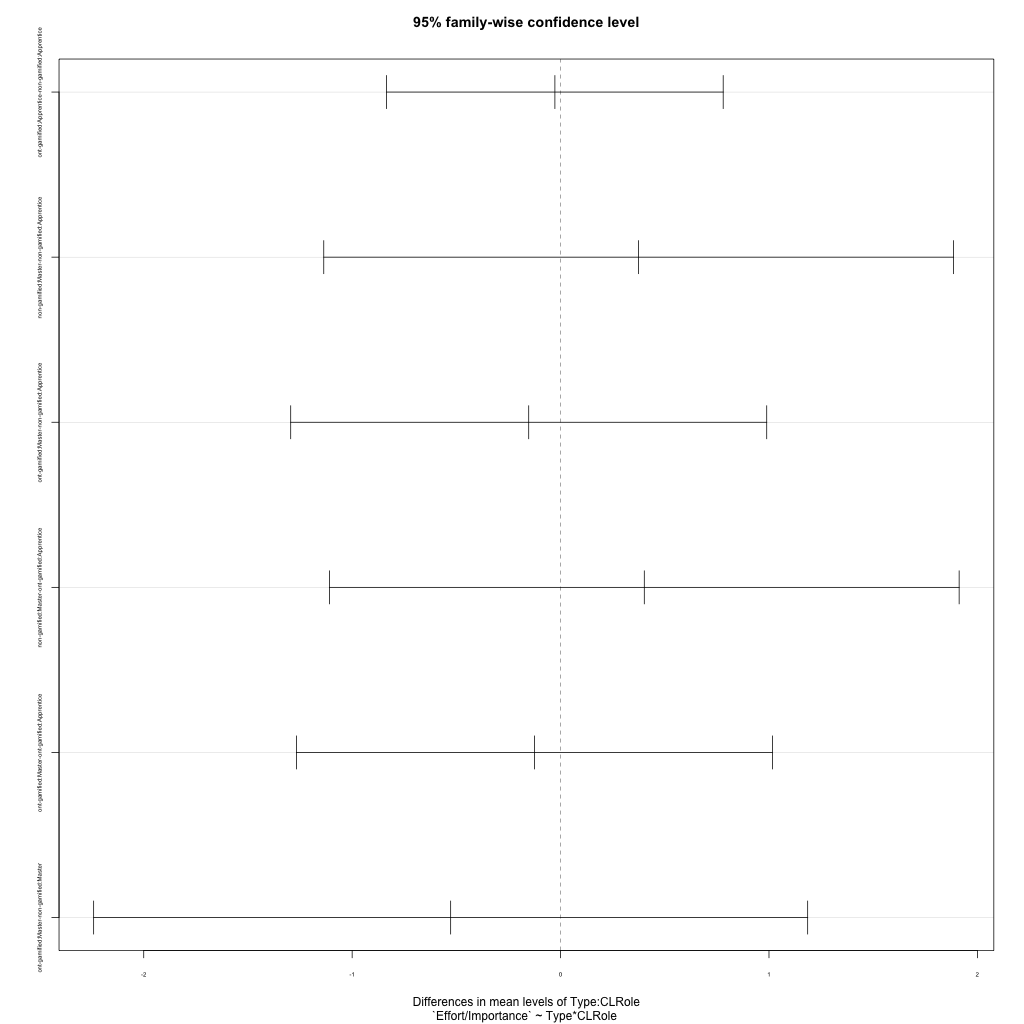 95% family-wise confidence level
ont-gamified:Apprentice-non-gamified:Apprentice
non-gamified:Master-non-gamified:Apprentice
ont-gamified:Master-non-gamified:Apprentice
non-gamified:Master-ont-gamified:Apprentice
ont-gamified:Master-ont-gamified:Apprentice
ont-gamified:Master-non-gamified:Master
-2 -1 0 1 2
Differences in mean levels of Type:CLRole
`Effort/Importance` ~ Type*CLRole